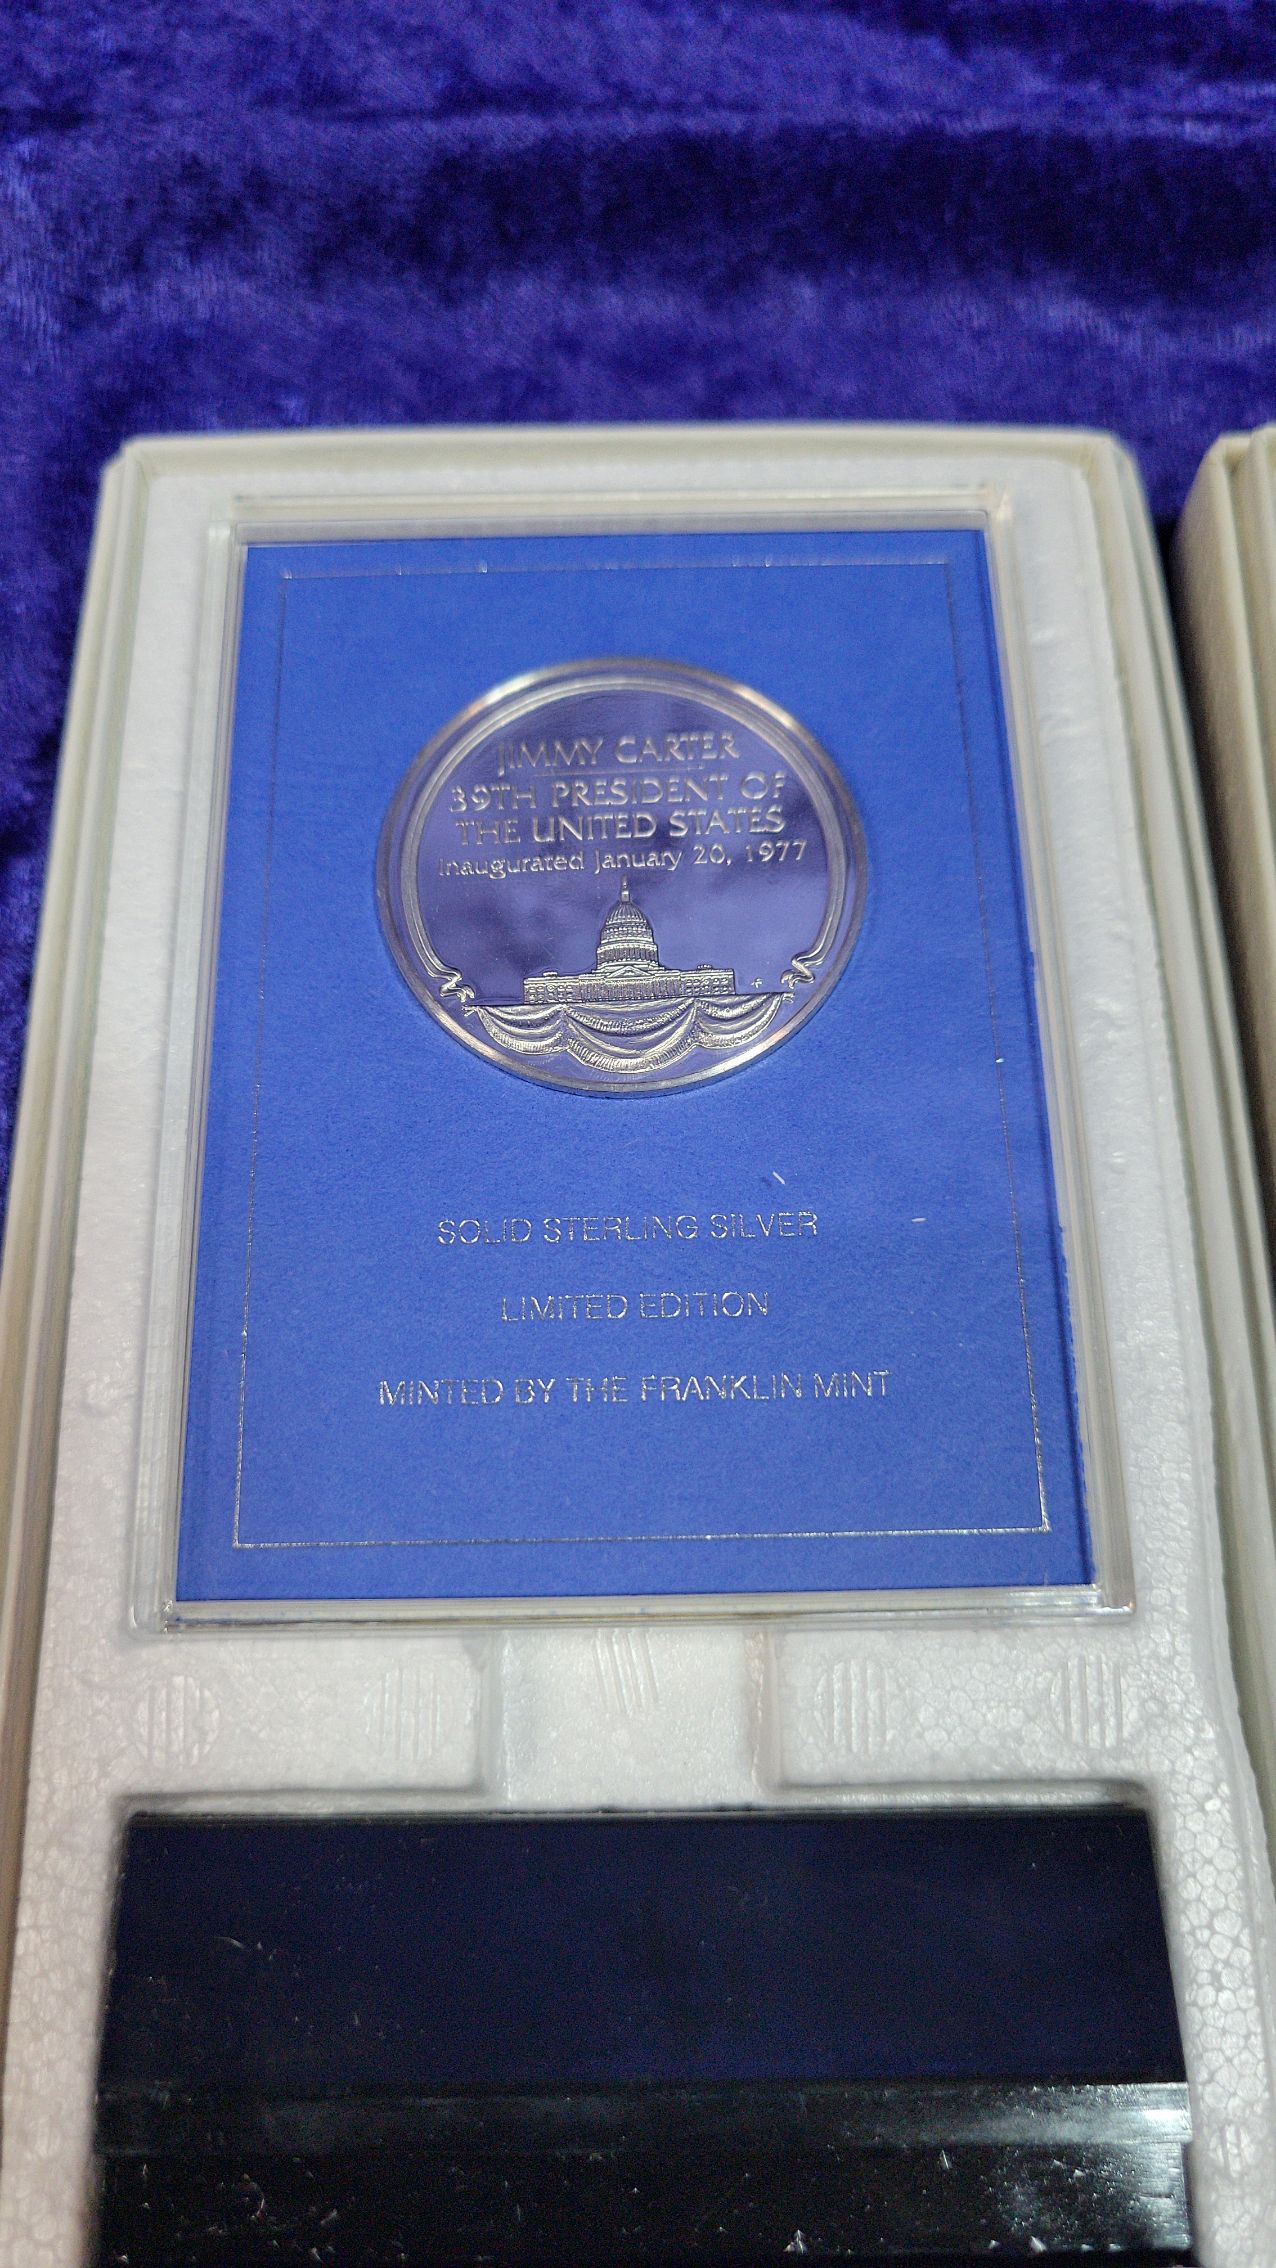 JIMMY CARTER
39TH PRESIDENT OF
THE UNITED STATES
Inaugurated January 20, 1977
SOLID STERLING SILVER
LIMITED EDITION
MINTED BY THE FRANKLIN MINT